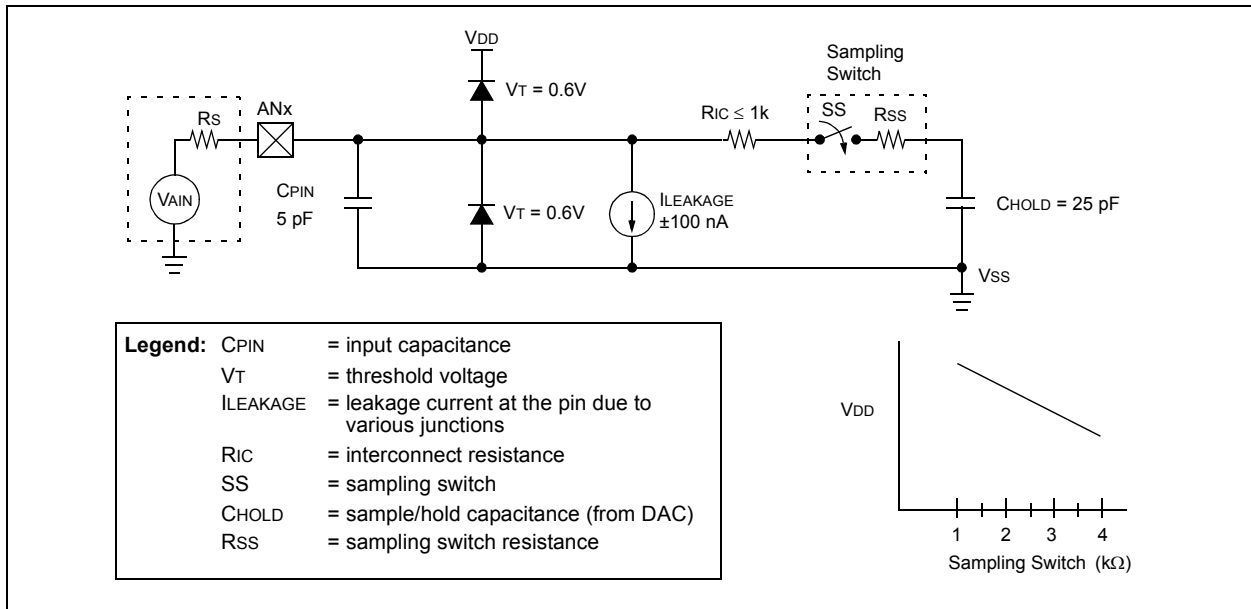 VDD
Sampling
Switch
VT = 0.6V
RS
ANx
RIC ≤ 1k
SS
RSS
VAIN
CPIN
5 pF
VT = 0.6V
ILEAKAGE
±100 nA
CHOLD = 25 pF
VSS
Legend: CPIN = input capacitance
VT = threshold voltage
ILEAKAGE = leakage current at the pin due to
various junctions
RIC = interconnect resistance
SS = sampling switch
CHOLD = sample/hold capacitance (from DAC)
RSS = sampling switch resistance
VDD
1 2 3 4
Sampling Switch (kΩ)